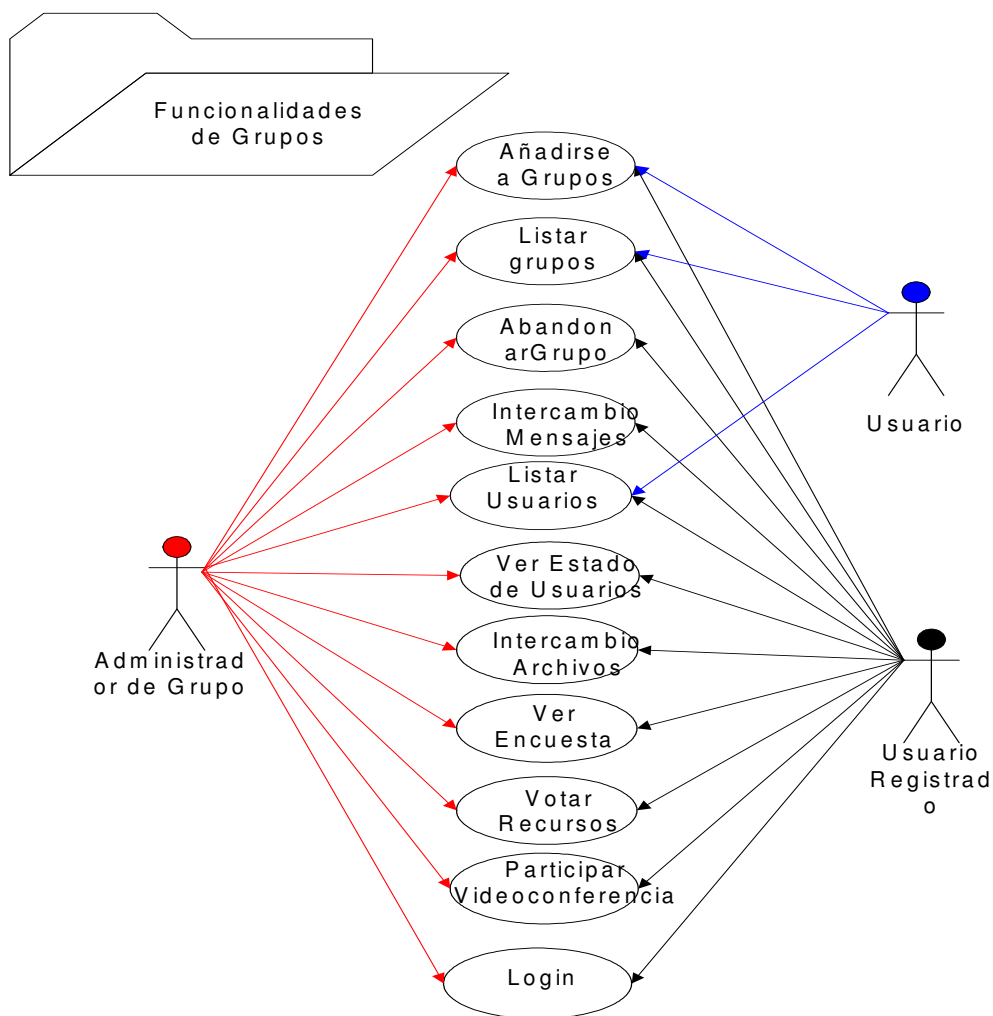 Funcionalidades
de Grupos
Añadirse
a Grupos
Listar
grupos
Abandon
arGrupo
Intercambio
Mensajes
Listar
Usuarios
Ver Estado
de Usuarios
Intercambio
Archivos
Ver
Encuesta
Votar
Recursos
Participar
Videoconferencia
Login
Usuario
Administrad
or de Grupo
Usuario
Registrad
o